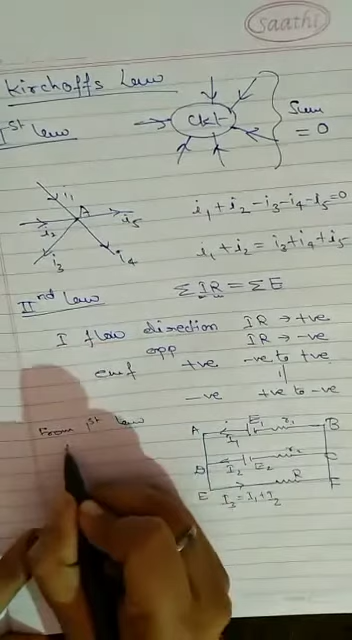 Saathi
Kirchoffs Law
Ist law
Ckt
Sum = 0
i1 A i5
i2
i3 i4
i1 + i2 - i3 - i4 - i5 = 0
i1 + i2 = i3 + i4 + i5
IInd law
ΣIR = ΣE
I flow direction IR → +ve
opp IR → -ve
emf +ve -ve to +ve
-ve +ve to -ve
From 1st law
A E1 r1 B
I1
D I2 E2 r2 C
E R F
I3 = I1 + I2